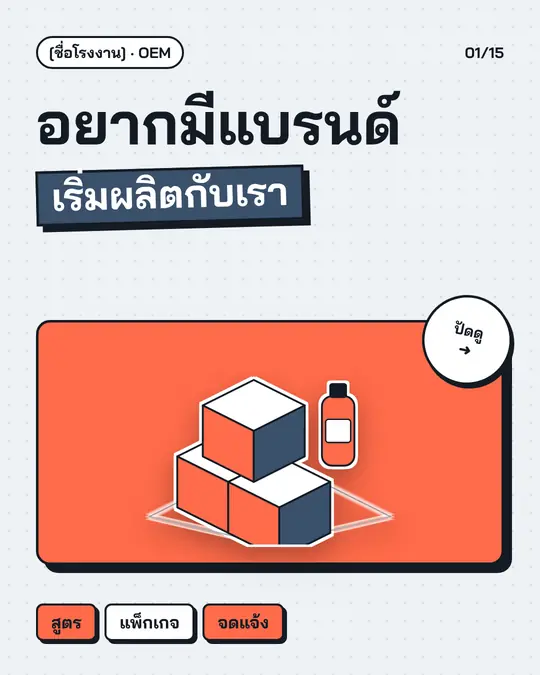 (ชื่อโรงงาน) · OEM
01/15
อยากมีแบรนด์
เริ่มผลิตกับเรา
ปัดดู
→
สูตร
แพ็กเกจ
จดแจ้ง